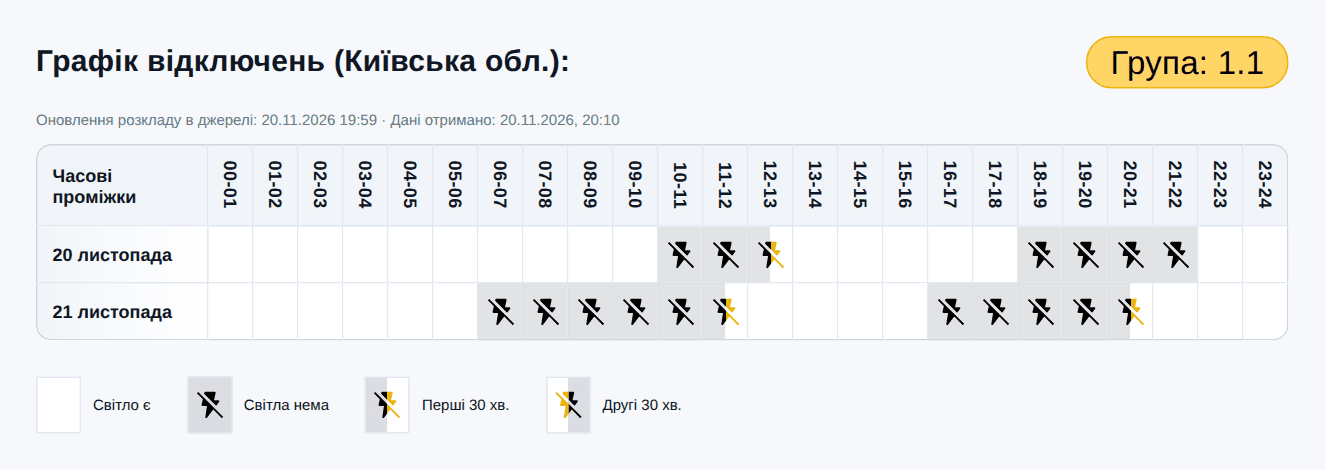 Графік відключень (Київська обл.):
Група: 1.1
Оновлення розкладу в джерелі: 20.11.2026 19:59 · Дані отримано: 20.11.2026, 20:10
Часові
проміжки
00-01 01-02 02-03 03-04 04-05 05-06 06-07 07-08 08-09 09-10 10-11 11-12 12-13 13-14 14-15 15-16 16-17 17-18 18-19 19-20 20-21 21-22 22-23 23-24
20 листопада
21 листопада
Світло є Світла нема Перші 30 хв. Другі 30 хв.